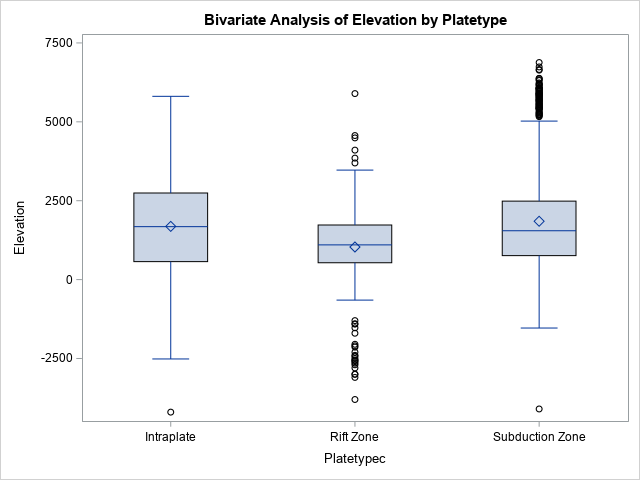 Bivariate Analysis of Elevation by Platetype
7500
5000
2500
0
-2500
Elevation
Intraplate
Rift Zone
Subduction Zone
Platetypec